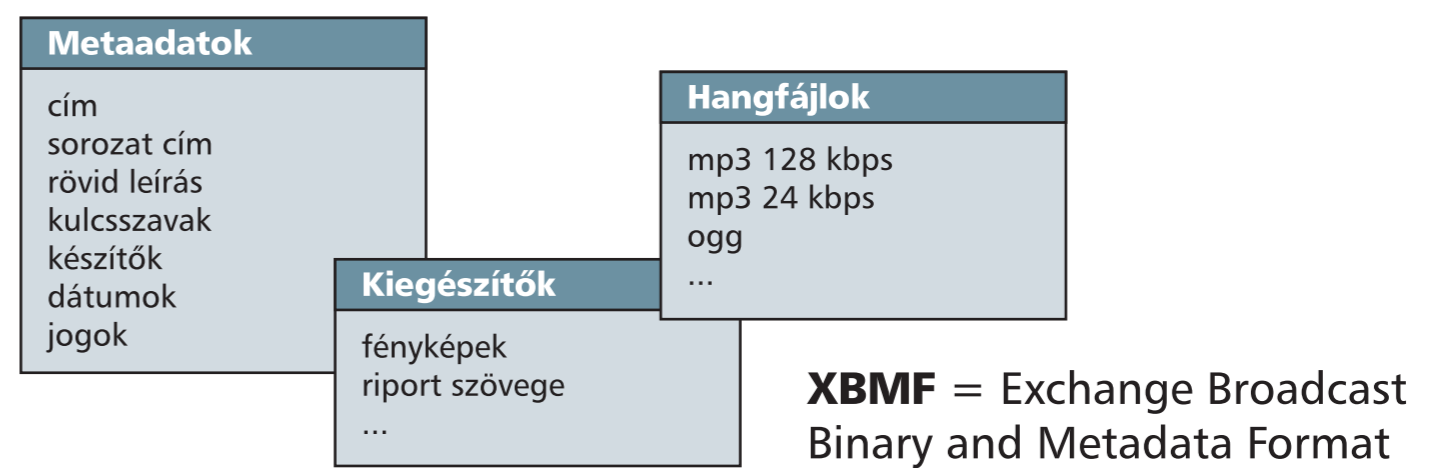 Metaadatok
cím
sorozat cím
rövid leírás
kulcsszavak
készítők
dátumok
jogok
Kiegészítők
fényképek
riport szövege
...
Hangfájlok
mp3 128 kbps
mp3 24 kbps
ogg
...
XBMF = Exchange Broadcast
Binary and Metadata Format